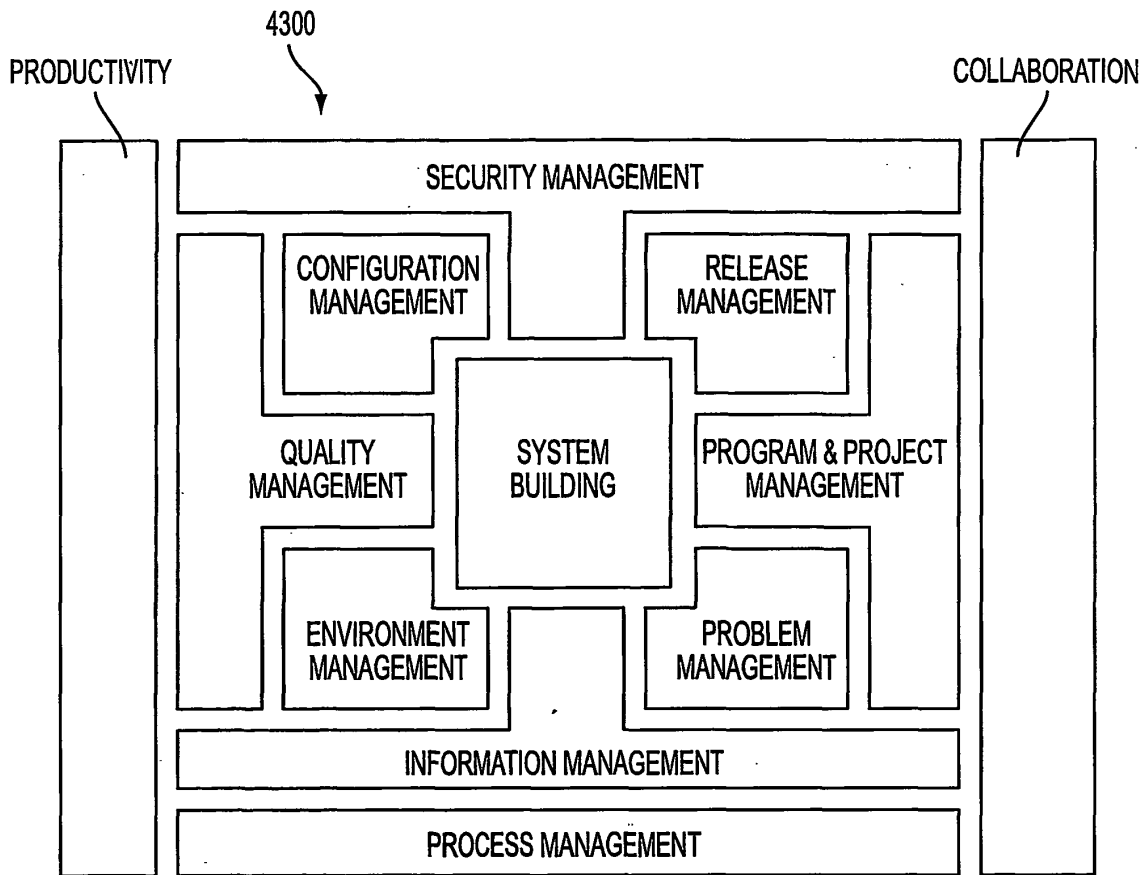 4300
PRODUCTIVITY
COLLABORATION
SECURITY MANAGEMENT
CONFIGURATION
MANAGEMENT
RELEASE
MANAGEMENT
QUALITY
MANAGEMENT
SYSTEM
BUILDING
PROGRAM & PROJECT
MANAGEMENT
ENVIRONMENT
MANAGEMENT
PROBLEM
MANAGEMENT
INFORMATION MANAGEMENT
PROCESS MANAGEMENT